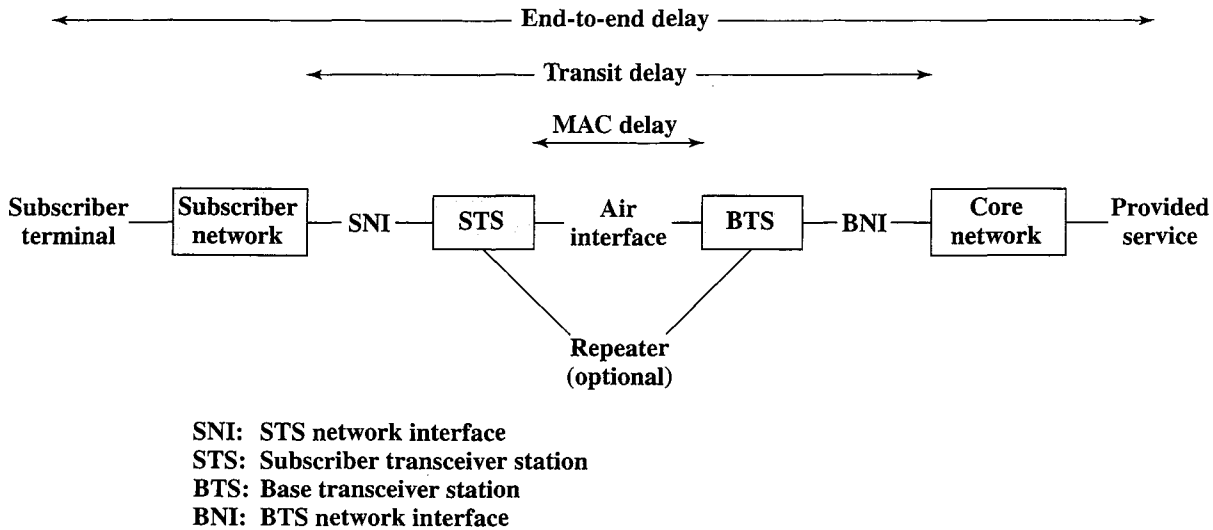 End-to-end delay
Transit delay
MAC delay
Subscriber
terminal
Subscriber
network
SNI
STS
Air
interface
BTS
BNI
Core
network
Provided
service
Repeater
(optional)
SNI: STS network interface
STS: Subscriber transceiver station
BTS: Base transceiver station
BNI: BTS network interface